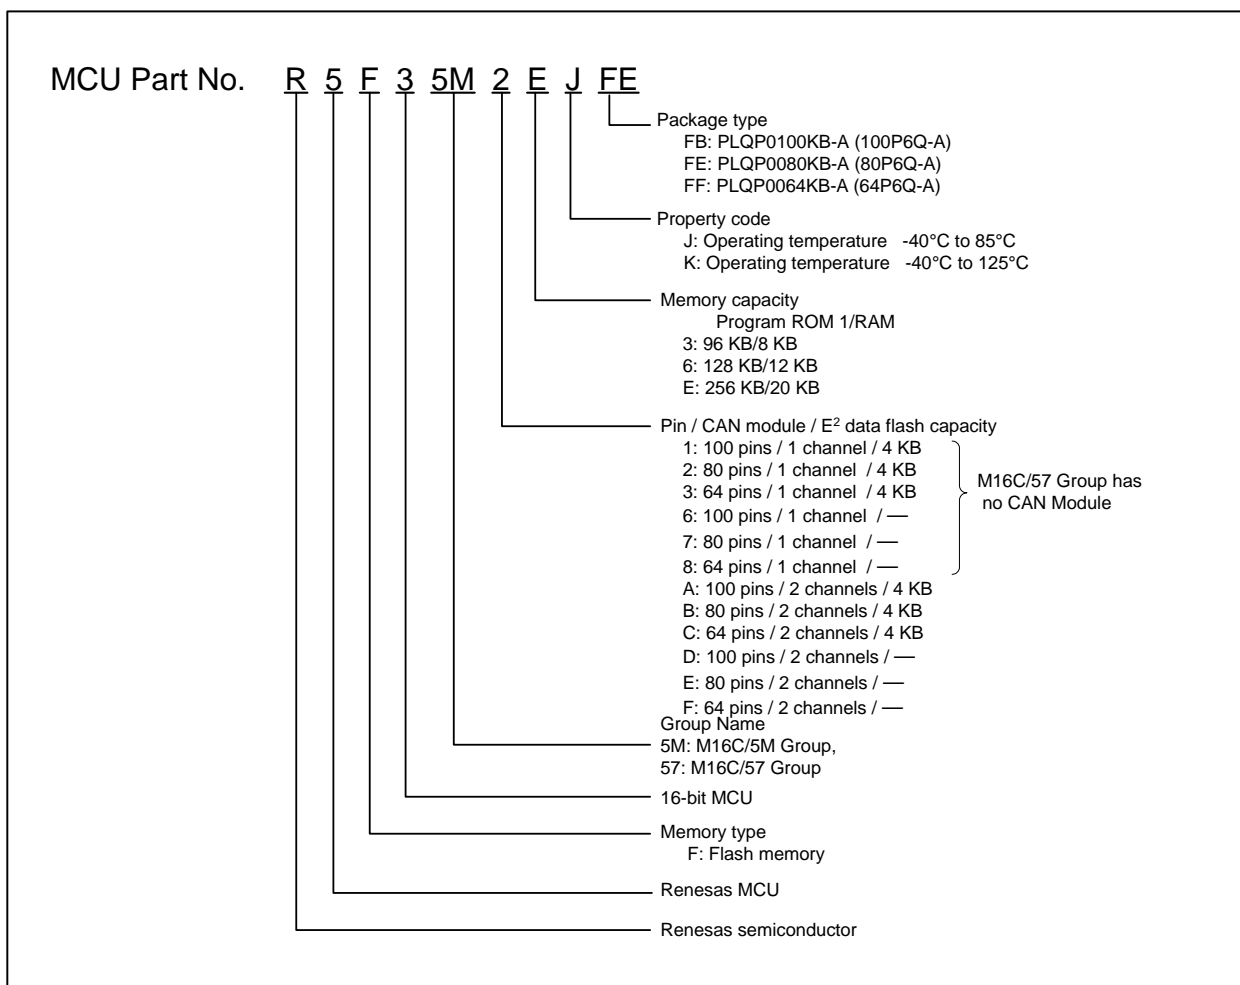 MCU Part No. R 5 F 3 5M 2 E J FE
Package type
FB: PLQP0100KB-A (100P6Q-A)
FE: PLQP0080KB-A (80P6Q-A)
FF: PLQP0064KB-A (64P6Q-A)
Property code
J: Operating temperature -40°C to 85°C
K: Operating temperature -40°C to 125°C
Memory capacity
Program ROM 1/RAM
3: 96 KB/8 KB
6: 128 KB/12 KB
E: 256 KB/20 KB
Pin / CAN module / E² data flash capacity
1: 100 pins / 1 channel / 4 KB
2: 80 pins / 1 channel / 4 KB
3: 64 pins / 1 channel / 4 KB
6: 100 pins / 1 channel / —
7: 80 pins / 1 channel / —
8: 64 pins / 1 channel / —
M16C/57 Group has
no CAN Module
A: 100 pins / 2 channels / 4 KB
B: 80 pins / 2 channels / 4 KB
C: 64 pins / 2 channels / 4 KB
D: 100 pins / 2 channels / —
E: 80 pins / 2 channels / —
F: 64 pins / 2 channels / —
Group Name
5M: M16C/5M Group,
57: M16C/57 Group
16-bit MCU
Memory type
F: Flash memory
Renesas MCU
Renesas semiconductor